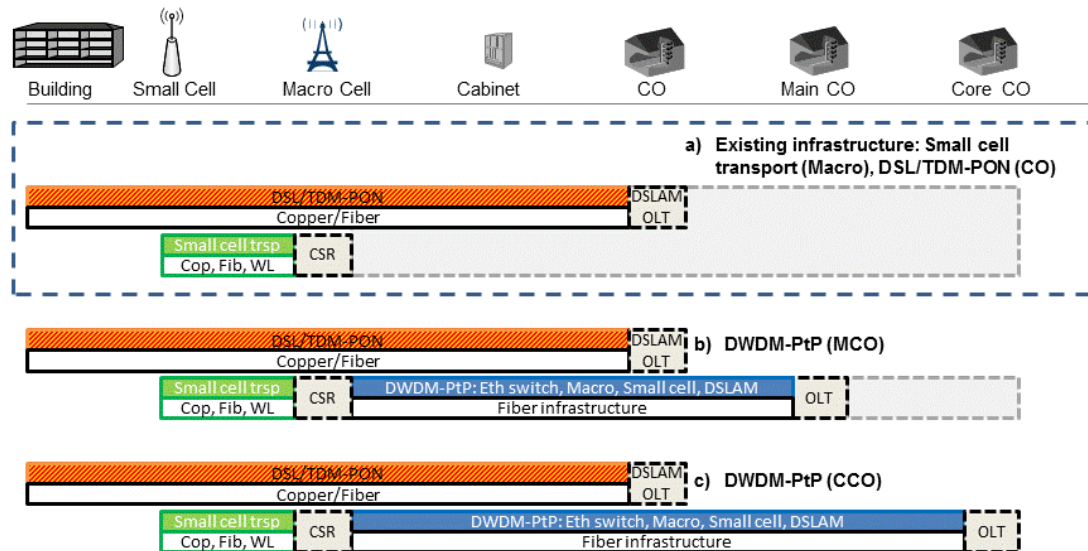 Building
Small Cell
Macro Cell
Cabinet
CO
Main CO
Core CO
a) Existing infrastructure: Small cell
transport (Macro), DSL/TDM-PON (CO)
DSL/TDM-PON
DSLAM
Copper/Fiber
OLT
Small cell trsp
CSR
Cop, Fib, WL
DSL/TDM-PON
DSLAM
b) DWDM-PtP (MCO)
Copper/Fiber
OLT
Small cell trsp
CSR
DWDM-PtP: Eth switch, Macro, Small cell, DSLAM
OLT
Cop, Fib, WL
Fiber infrastructure
DSL/TDM-PON
DSLAM
c) DWDM-PtP (CCO)
Copper/Fiber
OLT
Small cell trsp
CSR
DWDM-PtP: Eth switch, Macro, Small cell, DSLAM
OLT
Cop, Fib, WL
Fiber infrastructure